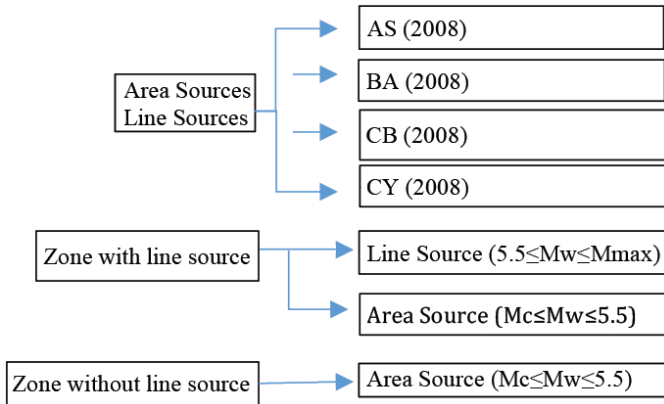 AS (2008)
BA (2008)
Area Sources
Line Sources
CB (2008)
CY (2008)
Zone with line source
Line Source (5.5≤Mw≤Mmax)
Area Source (Mc≤Mw≤5.5)
Zone without line source
Area Source (Mc≤Mw≤5.5)